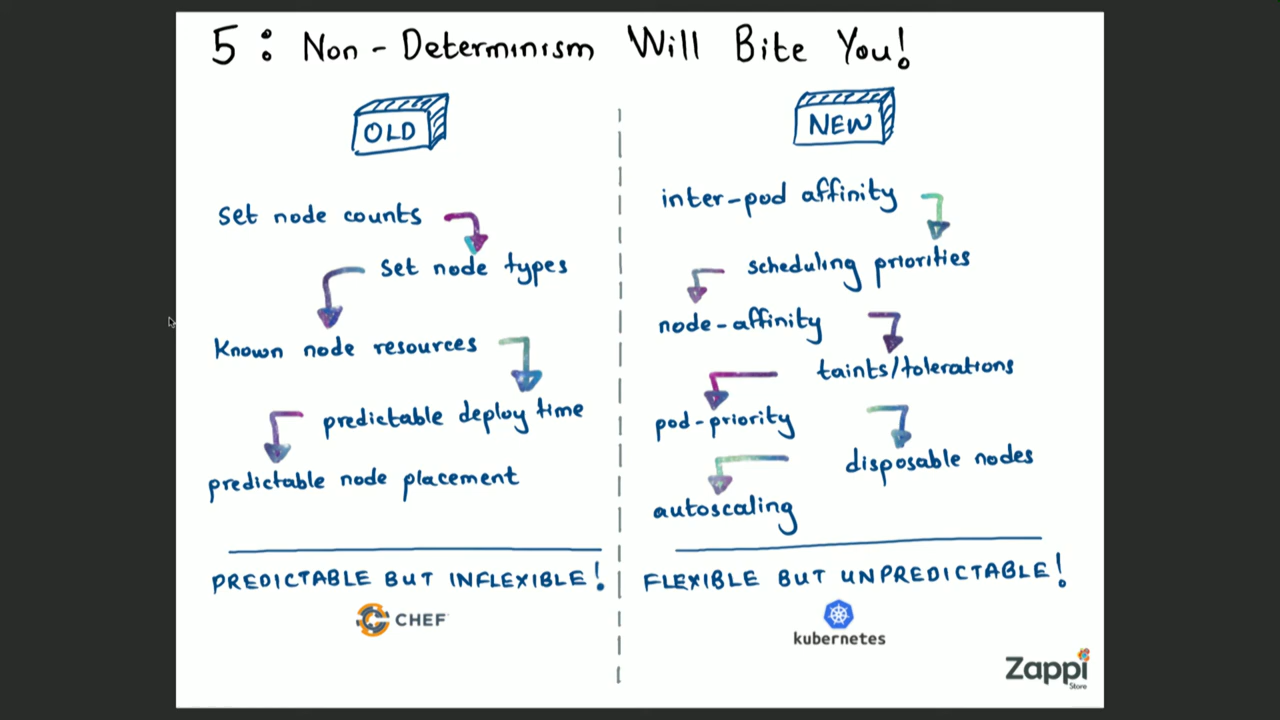 5: Non-Determinism Will Bite You!
OLD
set node counts
set node types
Known node resources
predictable deploy time
predictable node placement
PREDICTABLE BUT INFLEXIBLE!
CHEF
NEW
inter-pod affinity
scheduling priorities
node-affinity
taints/tolerations
pod-priority
disposable nodes
autoscaling
FLEXIBLE BUT UNPREDICTABLE!
kubernetes
Zappi
Store